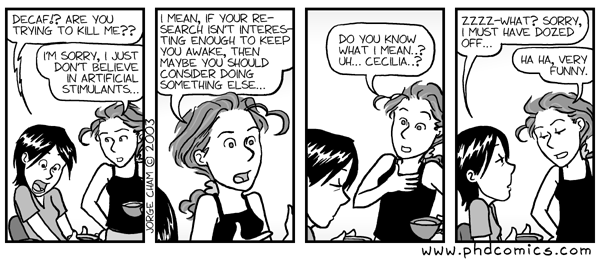 DECAF!? ARE YOU
TRYING TO KILL ME??
I'M SORRY, I JUST
DON'T BELIEVE
IN ARTIFICIAL
STIMULANTS...
JORGE CHAM © 2003
I MEAN, IF YOUR RE-
SEARCH ISN'T INTERES-
TING ENOUGH TO KEEP
YOU AWAKE, THEN
MAYBE YOU SHOULD
CONSIDER DOING
SOMETHING ELSE...
DO YOU KNOW
WHAT I MEAN..?
UH... CECILIA..?
ZZZZ-WHAT? SORRY,
I MUST HAVE DOZED
OFF...
HA HA, VERY
FUNNY.
www.phdcomics.com